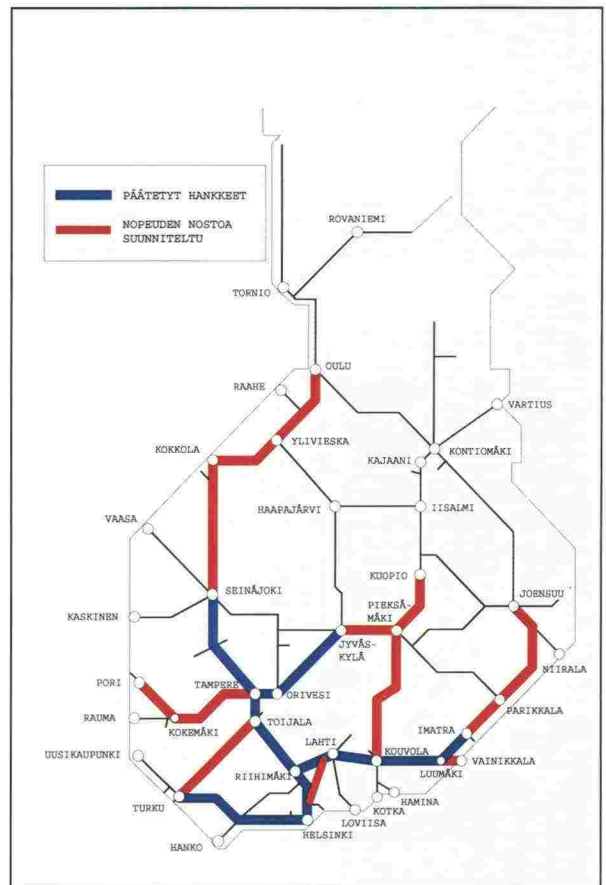 PÄÄTETYT HANKKEET
NOPEUDEN NOSTOA
SUUNNITELTU
ROVANIEMI
TORNIO
OULU
RAAHE
VARTIUS
YLIVIESKA
KOKKOLA
KONTIOMÄKI
KAJAANI
HAAPAJÄRVI
IISALMI
VAASA
KUOPIO
JOENSUU
SEINÄJOKI
PIEKSÄ-
MÄKI
KASKINEN
JYVÄS-
KYLÄ
NIIRALA
PORI
TAMPERE
ORIVESI
PARIKKALA
RAUMA
KOKEMÄKI
TOIJALA
IMATRA
LAHTI
UUSIKAUPUNKI
KOUVOLA
VAINIKKALA
RIIHIMÄKI
LUUMÄKI
TURKU
HAMINA
KOTKA
LOVIISA
HELSINKI
HANKO